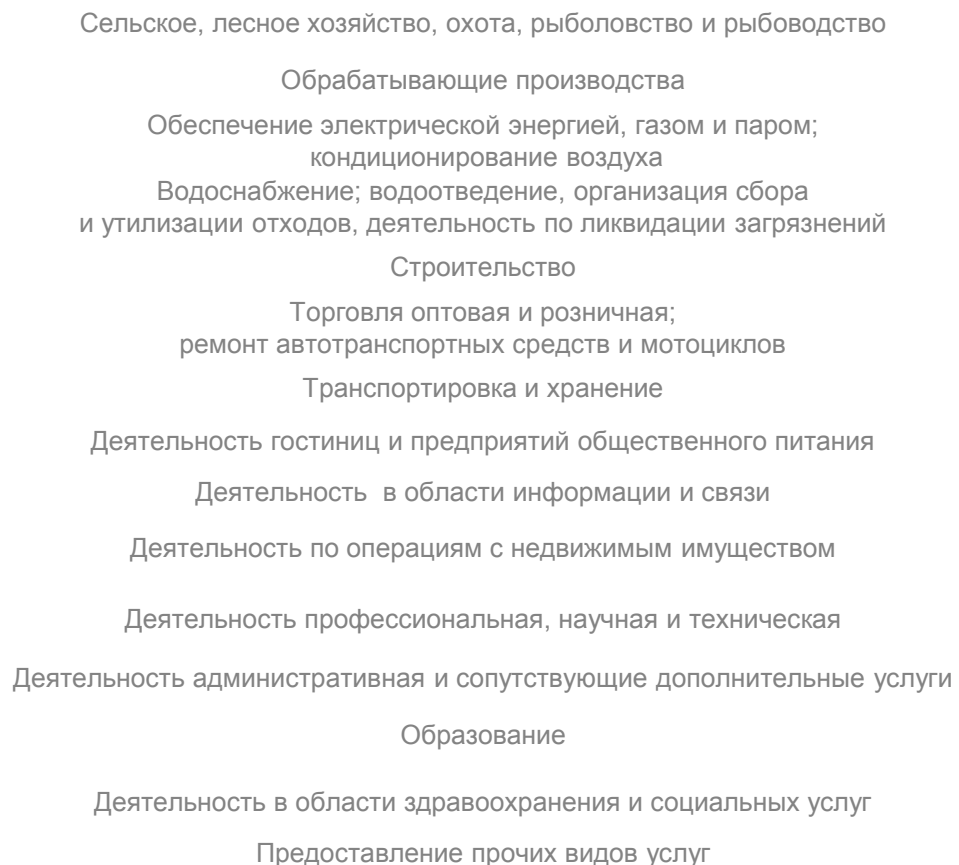 Сельское, лесное хозяйство, охота, рыболовство и рыбоводство
Обрабатывающие производства
Обеспечение электрической энергией, газом и паром;
кондиционирование воздуха
Водоснабжение; водоотведение, организация сбора
и утилизации отходов, деятельность по ликвидации загрязнений
Строительство
Торговля оптовая и розничная;
ремонт автотранспортных средств и мотоциклов
Транспортировка и хранение
Деятельность гостиниц и предприятий общественного питания
Деятельность в области информации и связи
Деятельность по операциям с недвижимым имуществом
Деятельность профессиональная, научная и техническая
Деятельность административная и сопутствующие дополнительные услуги
Образование
Деятельность в области здравоохранения и социальных услуг
Предоставление прочих видов услуг